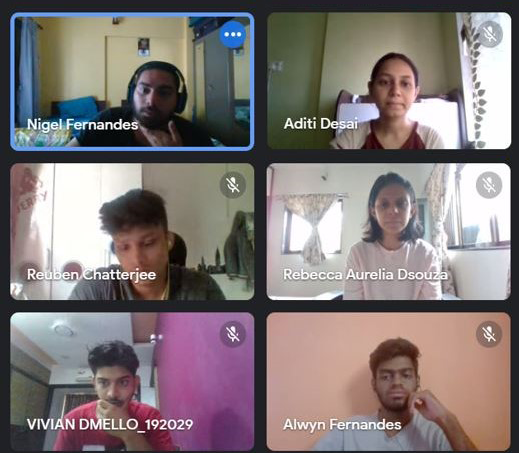 Nigel Fernandes
Aditi Desai
Reuben Chatterjee
Rebecca Aurelia Dsouza
VIVIAN DMELLO_192029
Alwyn Fernandes